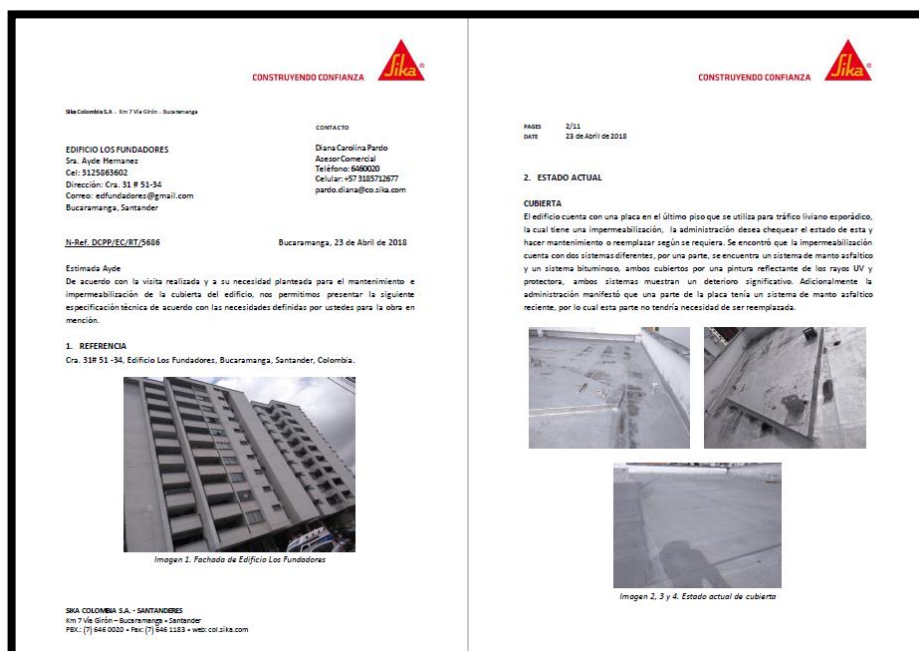 CONSTRUYENDO CONFIANZA
Sika®
Sika Colombia S.A - Km 7 Vía Girón - Bucaramanga
CONTACTO
EDIFICIO LOS FUNDADORES
Sra. Ayde Hernanez
Cel: 3125863602
Dirección: Cra. 31 # 51-34
Correo: edfundadores@gmail.com
Bucaramanga, Santander
Diana Carolina Pardo
Asesor Comercial
Teléfono: 6460020
Celular: +57 3185712677
pardo.diana@co.sika.com
N-Ref. DCPP/EC/RT/5686
Bucaramanga, 23 de Abril de 2018
Estimada Ayde
De acuerdo con la visita realizada y a su necesidad planteada para el mantenimiento e
impermeabilización de la cubierta del edificio, nos permitimos presentar la siguiente
especificación técnica de acuerdo con las necesidades definidas por ustedes para la obra en
mención.
1. REFERENCIA
Cra. 31# 51 -34, Edificio Los Fundadores, Bucaramanga, Santander, Colombia.
Imagen 1. Fachada de Edificio Los Fundadores
SIKA COLOMBIA S.A. - SANTANDERES
Km 7 Vía Girón – Bucaramanga • Santander
PBX.: (7) 646 0020 • Fax: (7) 646 1183 • web: col.sika.com
CONSTRUYENDO CONFIANZA
Sika®
PAGES 2/11
DATE 23 de Abril de 2018
2. ESTADO ACTUAL
CUBIERTA
El edificio cuenta con una placa en el último piso que se utiliza para tráfico liviano esporádico,
la cual tiene una impermeabilización, la administración desea chequear el estado de esta y
hacer mantenimiento o reemplazar según se requiera. Se encontró que la impermeabilización
cuenta con dos sistemas diferentes, por una parte, se encuentra un sistema de manto asfaltico
y un sistema bituminoso, ambos cubiertos por una pintura reflectante de los rayos UV y
protectora, ambos sistemas muestran un deterioro significativo. Adicionalmente la
administración manifestó que una parte de la placa tenía un sistema de manto asfáltico
reciente, por lo cual esta parte no tendría necesidad de ser reemplazada.
Imagen 2, 3 y 4. Estado actual de cubierta